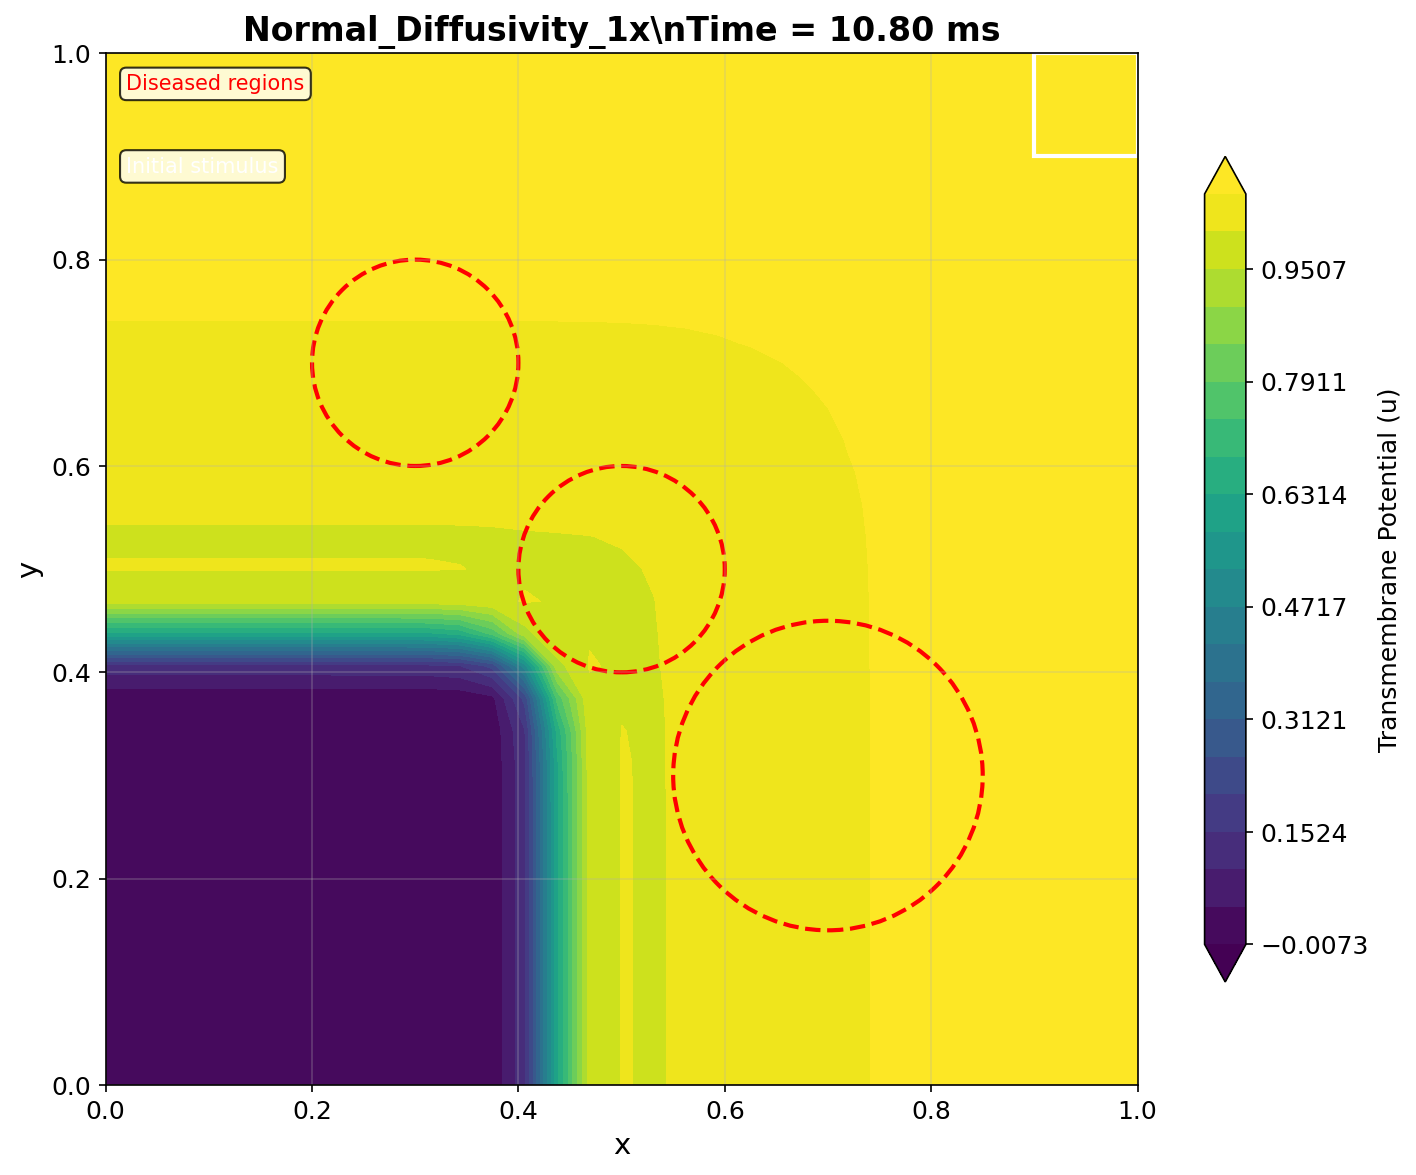 Normal_Diffusivity_1x\nTime = 10.80 ms
1.0
Diseased regions
Initial stimulus
0.8
0.6
0.4
0.2
0.0
y
0.0 0.2 0.4 0.6 0.8 1.0
x
0.9507
0.7911
0.6314
0.4717
0.3121
0.1524
−0.0073
Transmembrane Potential (u)